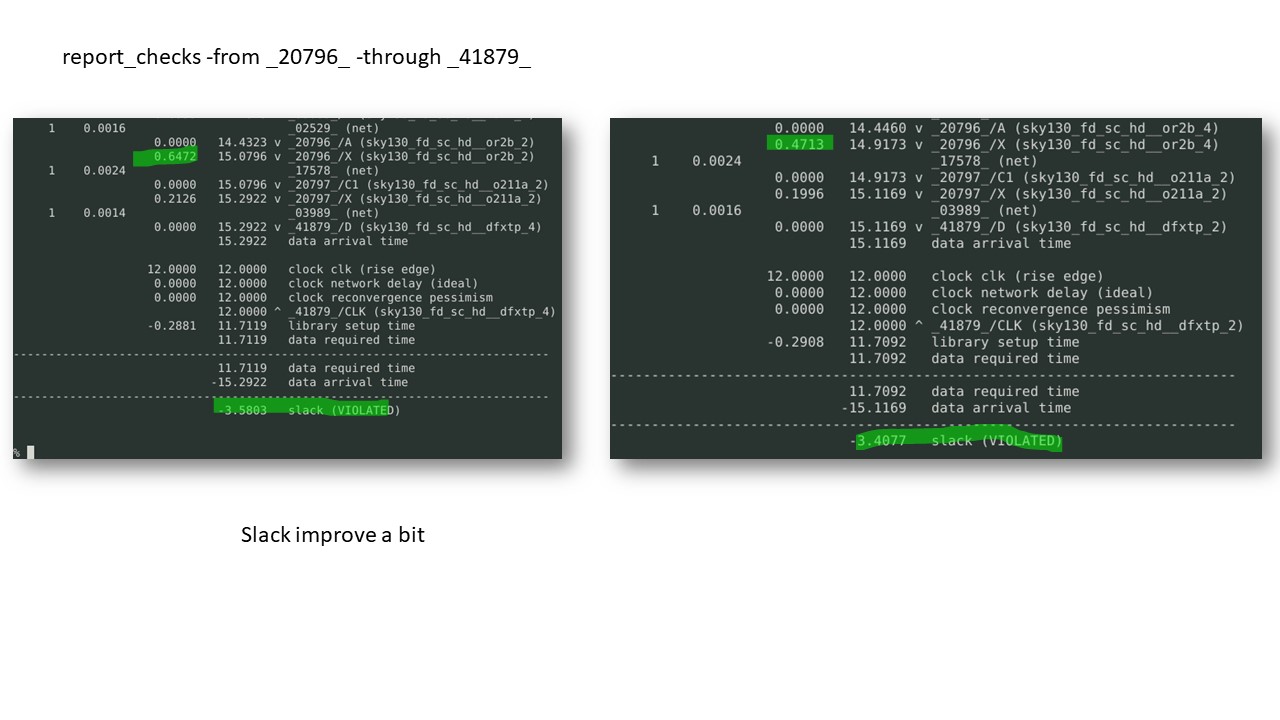 report_checks -from _20796_ -through _41879_
1 0.0016 _02529_ (net)
0.0000 14.4323 v _20796_/A (sky130_fd_sc_hd__or2b_2)
0.6472 15.0796 v _20796_/X (sky130_fd_sc_hd__or2b_2)
1 0.0024 _17578_ (net)
0.0000 15.0796 v _20797_/C1 (sky130_fd_sc_hd__o211a_2)
0.2126 15.2922 v _20797_/X (sky130_fd_sc_hd__o211a_2)
1 0.0014 _03989_ (net)
0.0000 15.2922 v _41879_/D (sky130_fd_sc_hd__dfxtp_4)
15.2922 data arrival time
12.0000 12.0000 clock clk (rise edge)
0.0000 12.0000 clock network delay (ideal)
0.0000 12.0000 clock reconvergence pessimism
12.0000 ^ _41879_/CLK (sky130_fd_sc_hd__dfxtp_4)
-0.2881 11.7119 library setup time
11.7119 data required time
---------------------------------------------------------------------------
11.7119 data required time
-15.2922 data arrival time
---------------------------------------------------------------------------
-3.5803 slack (VIOLATED)
%
0.0000 14.4460 v _20796_/A (sky130_fd_sc_hd__or2b_4)
0.4713 14.9173 v _20796_/X (sky130_fd_sc_hd__or2b_4)
1 0.0024 _17578_ (net)
0.0000 14.9173 v _20797_/C1 (sky130_fd_sc_hd__o211a_2)
0.1996 15.1169 v _20797_/X (sky130_fd_sc_hd__o211a_2)
1 0.0016 _03989_ (net)
0.0000 15.1169 v _41879_/D (sky130_fd_sc_hd__dfxtp_2)
15.1169 data arrival time
12.0000 12.0000 clock clk (rise edge)
0.0000 12.0000 clock network delay (ideal)
0.0000 12.0000 clock reconvergence pessimism
12.0000 ^ _41879_/CLK (sky130_fd_sc_hd__dfxtp_2)
-0.2908 11.7092 library setup time
11.7092 data required time
---------------------------------------------------------------------------
11.7092 data required time
-15.1169 data arrival time
---------------------------------------------------------------------------
-3.4077 slack (VIOLATED)
Slack improve a bit